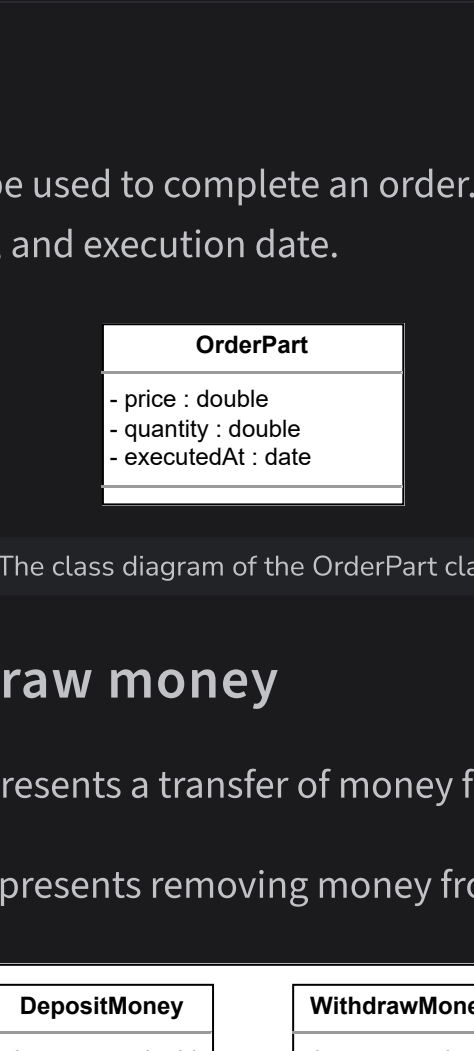 be used to complete an order.
and execution date.
OrderPart
- price : double
- quantity : double
- executedAt : date
The class diagram of the OrderPart cla
raw money
resents a transfer of money f
presents removing money fro
DepositMoney WithdrawMone